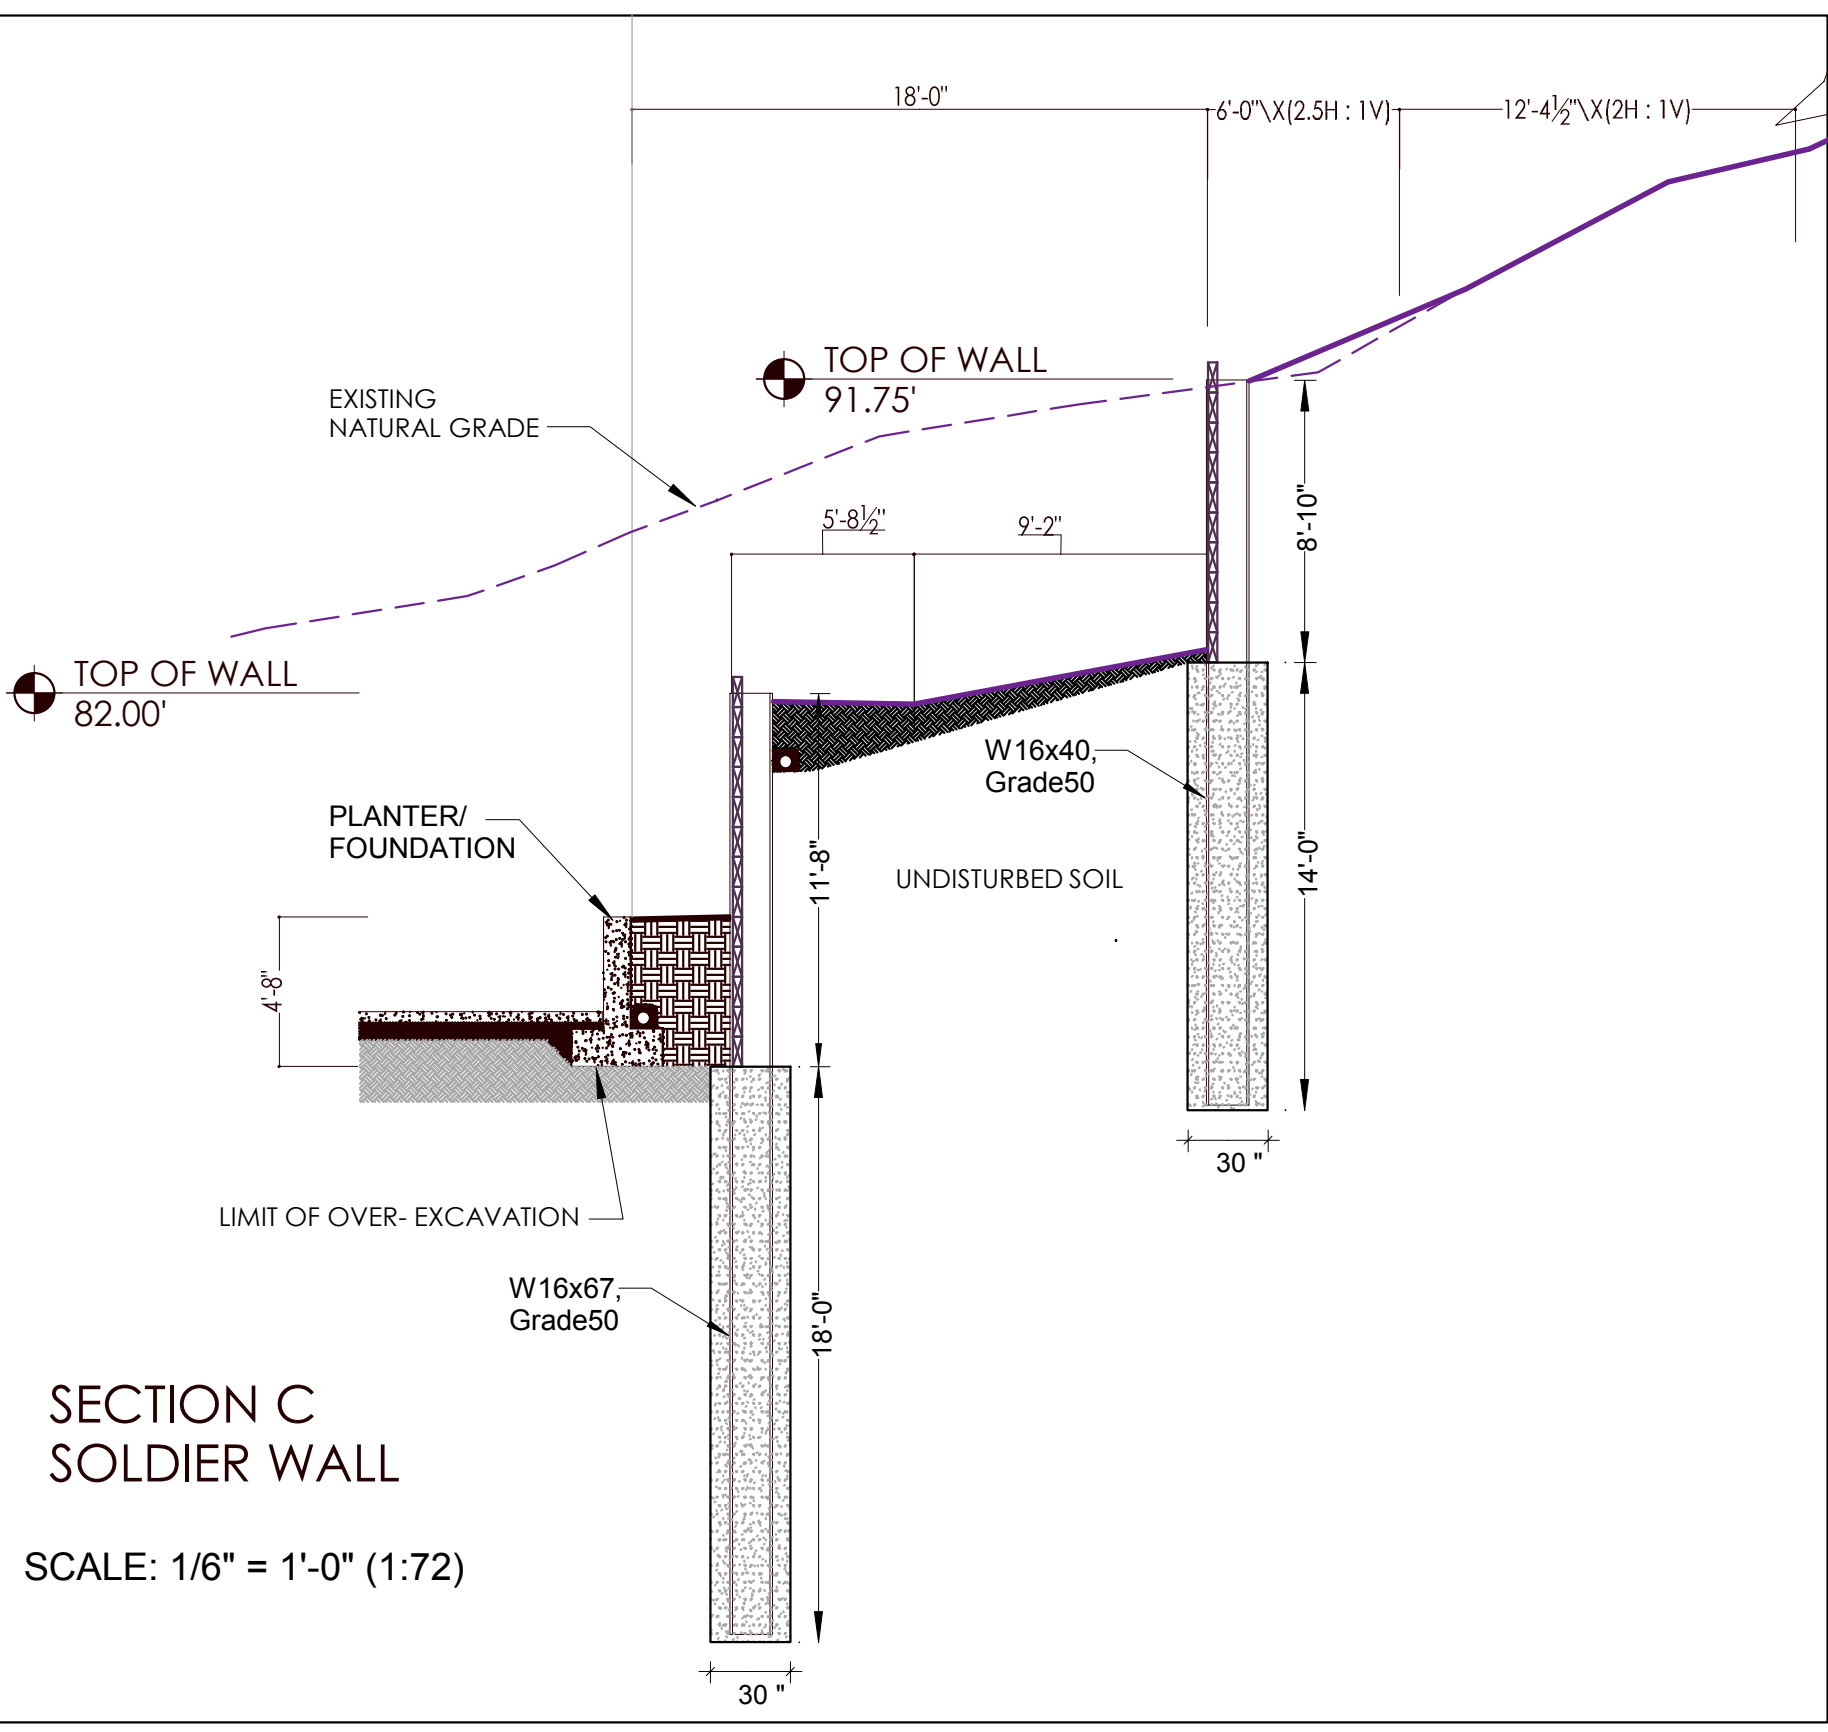 18'-0"
6'-0"\X(2.5H : 1V)
12'-4½"\X(2H : 1V)
TOP OF WALL
91.75'
EXISTING
NATURAL GRADE
5'-8½"
9'-2"
8'-10"
TOP OF WALL
82.00'
W16x40,
Grade50
PLANTER/
FOUNDATION
11'-8"
UNDISTURBED SOIL
14'-0"
4'-8"
30 "
LIMIT OF OVER- EXCAVATION
W16x67,
Grade50
18'-0"
SECTION C
SOLDIER WALL
SCALE: 1/6" = 1'-0" (1:72)
30 "